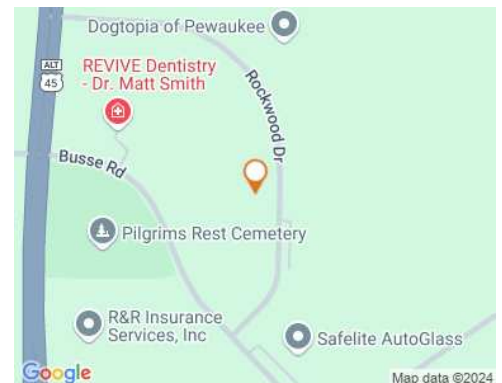 Dogtopia of Pewaukee
ALT
45
REVIVE Dentistry
- Dr. Matt Smith
Rockwood Dr
Busse Rd
Pilgrims Rest Cemetery
R&R Insurance
Services, Inc
Safelite AutoGlass
Google
Map data ©2024